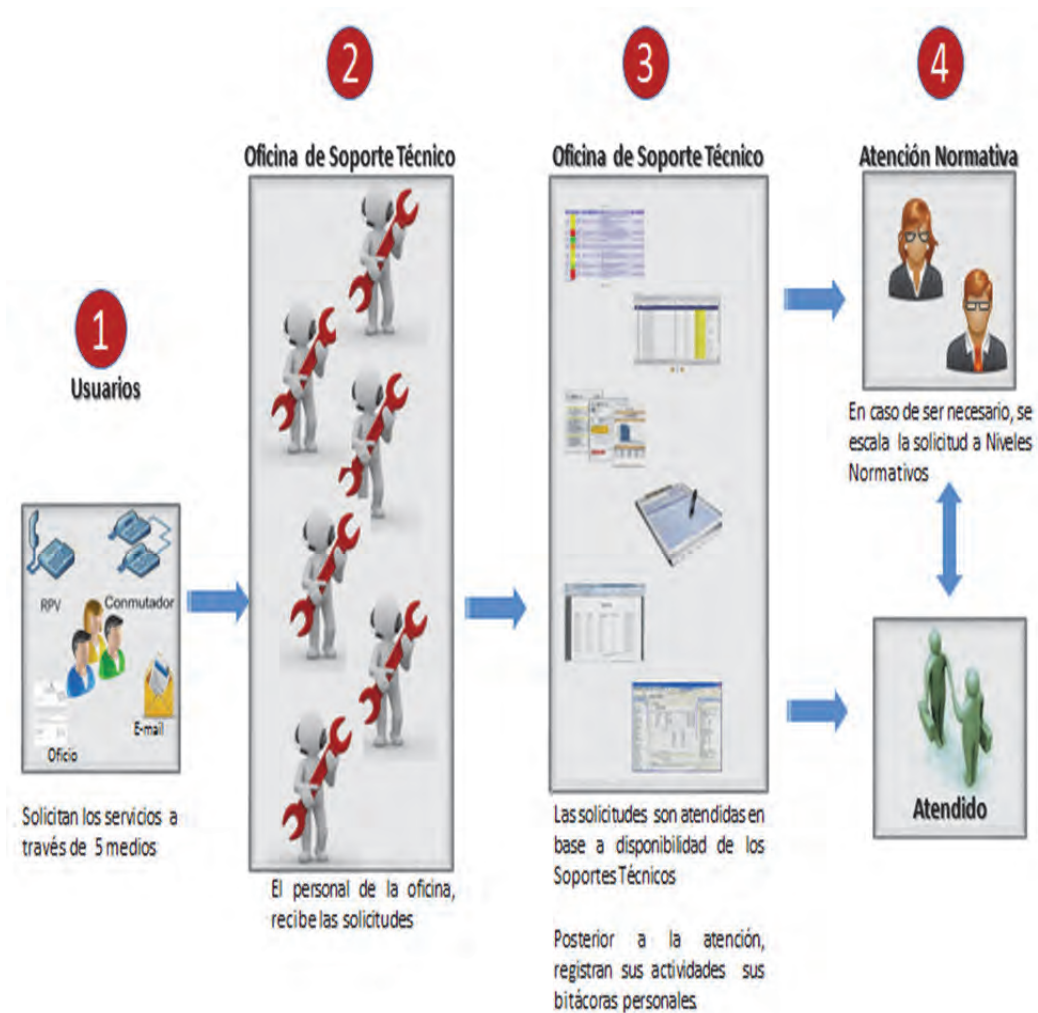 1
Usuarios
RPV
Conmutador
Oficio
E-mail
Solicitan los servicios a
través de 5 medios
2
Oficina de Soporte Técnico
El personal de la oficina,
recibe las solicitudes
3
Oficina de Soporte Técnico
Las solicitudes son atendidas en
base a disponibilidad de los
Soportes Técnicos
Posterior a la atención,
registran sus actividades sus
bitácoras personales.
4
Atención Normativa
En caso de ser necesario, se
escala la solicitud a Niveles
Normativos
Atendido